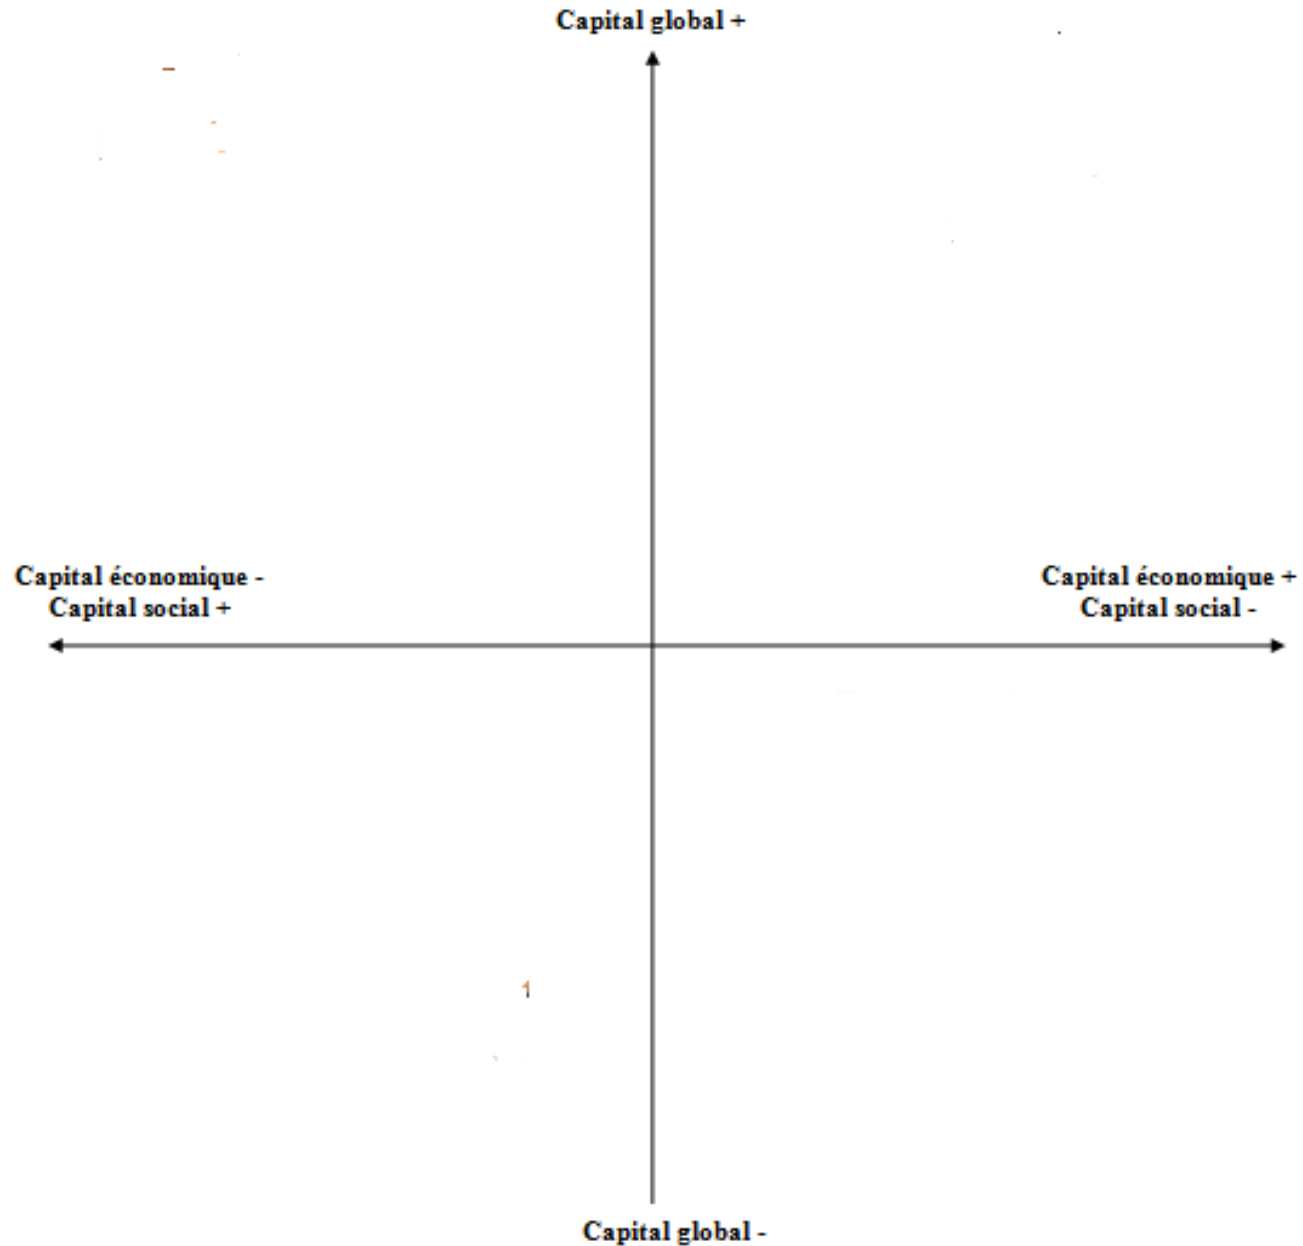 Capital global +
Capital économique -
Capital social +
Capital économique +
Capital social -
Capital global -